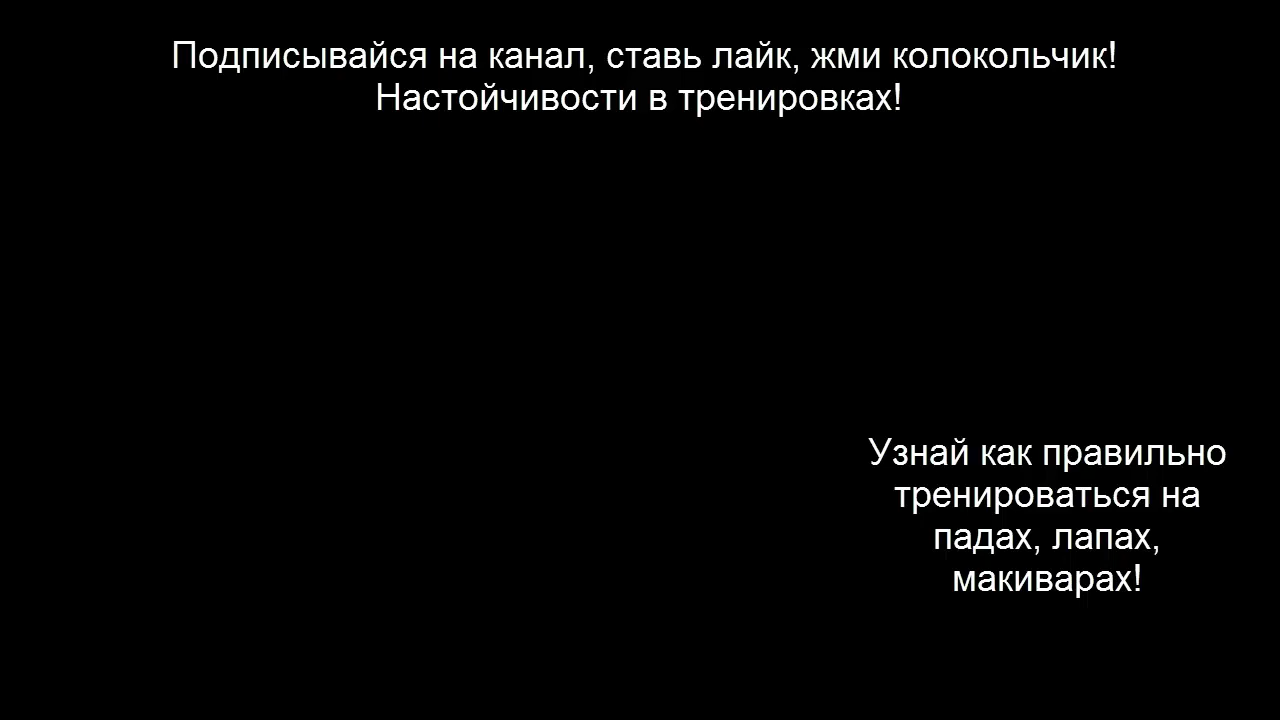 Подписывайся на канал, ставь лайк, жми колокольчик!
Настойчивости в тренировках!
Узнай как правильно
тренироваться на
падах, лапах,
макиварах!